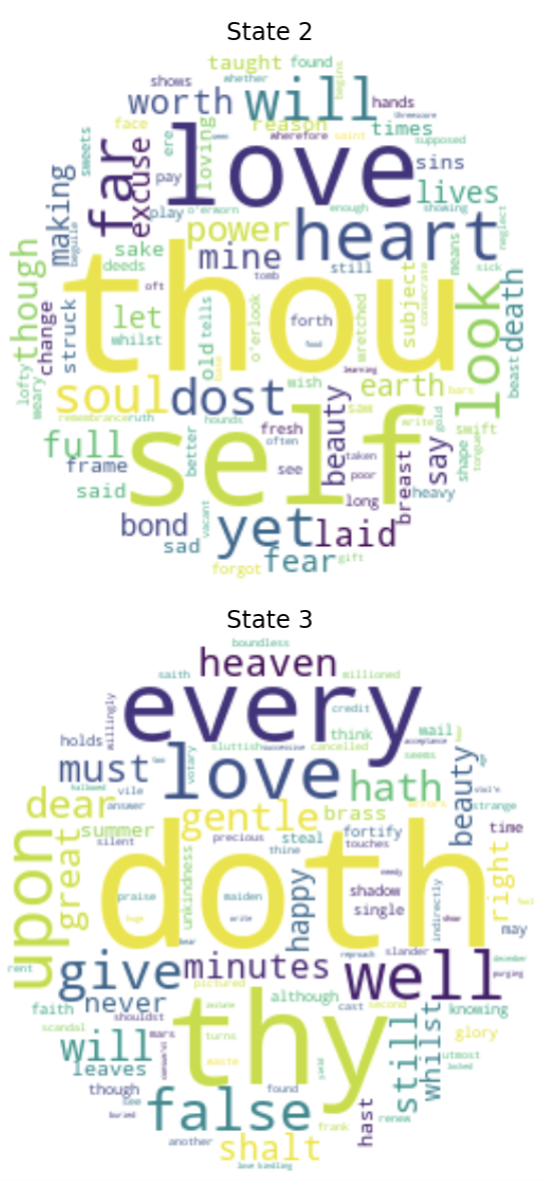 State 2
taught found
shows whether begins
worth will hands
reason threescore
face wherefore saint times
ere loving supposed
sweets far love sins
excuse pay lives
making play o'erworn enough showing neglect
beguile power heart
though sake mine still means sick
deeds tomb
thou
change oft subject consecrate death
struck let old tells o'erlook forth wretched look
whilst beast
lofty weary learning
soul dost wish earth bars
remembrance ruth saw
self
full hounds fresh beauty write gold swift
frame better often taken say shape tongue
see poor
said long breast heavy
bond vacant yet laid
sad
forgot fear gift
State 3
boundless
saith heaven millioned
willingly every credit
holds think wail acceptance
sluttish successive cancelled
must love seems
vile votary hath beauty strange
hallowed answer
dear gentle brass
summer precious steal fortify time
silent thine touches
upon great doth right
unkindness happy shadow
praise maiden single indirectly may
huge write
bear
rent give minutes reproach slander well december
purging
never pictured although cast second
faith thy knowing
scandal shouldst still whilst
mars turns glory
will
leaves waste utmost
though found
see false renew
buried hast
another shalt frank
love kindling